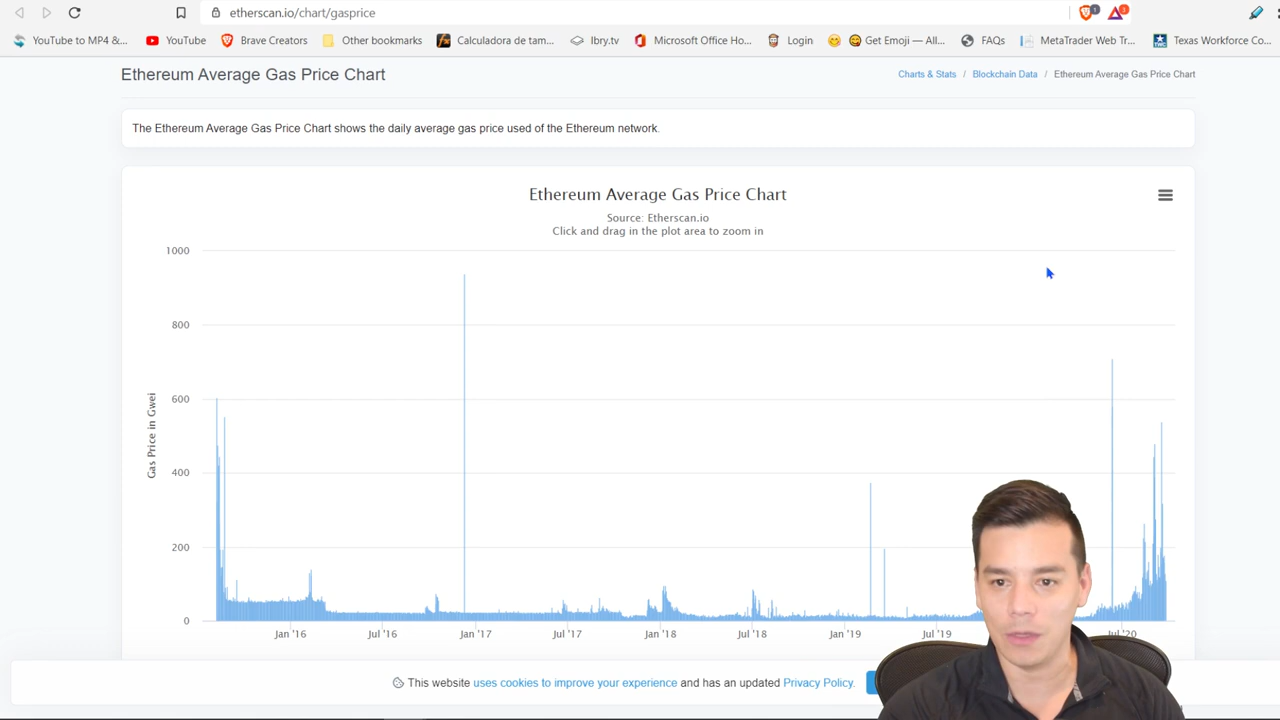 etherscan.io/chart/gasprice
1
3
YouTube to MP4 &...
YouTube
Brave Creators
Other bookmarks
Calculadora de tam...
lbry.tv
Microsoft Office Ho...
Login
Get Emoji — All...
FAQs
MetaTrader Web Tr...
Texas Workforce Co...
Ethereum Average Gas Price Chart
Charts & Stats / Blockchain Data / Ethereum Average Gas Price Chart
The Ethereum Average Gas Price Chart shows the daily average gas price used of the Ethereum network.
Ethereum Average Gas Price Chart
Source: Etherscan.io
Click and drag in the plot area to zoom in
1000
800
600
400
200
0
Gas Price in Gwei
Jan '16
Jul '16
Jan '17
Jul '17
Jan '18
Jul '18
Jan '19
Jul '19
Jul '20
This website uses cookies to improve your experience and has an updated Privacy Policy.